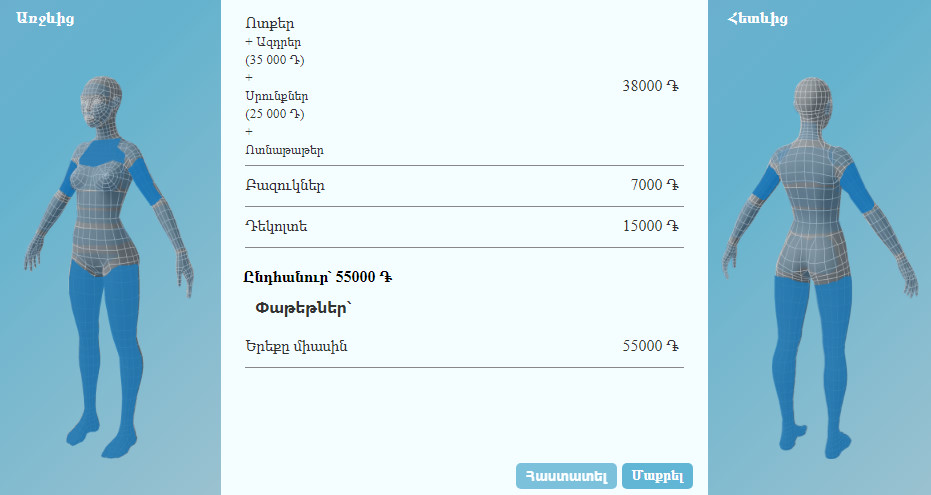 Առջևից
Հետևից
Ոտքեր
+ Ազդրեր
(35 000 ֏)
+
Սրունքներ
(25 000 ֏)
+
Ոտնաթաթեր
38000 ֏
Բազուկներ 7000 ֏
Դեկոլտե 15000 ֏
Ընդհանուր՝ 55000 ֏
Փաթեթներ՝
Երեքը միասին 55000 ֏
Հաստատել Մաքրել